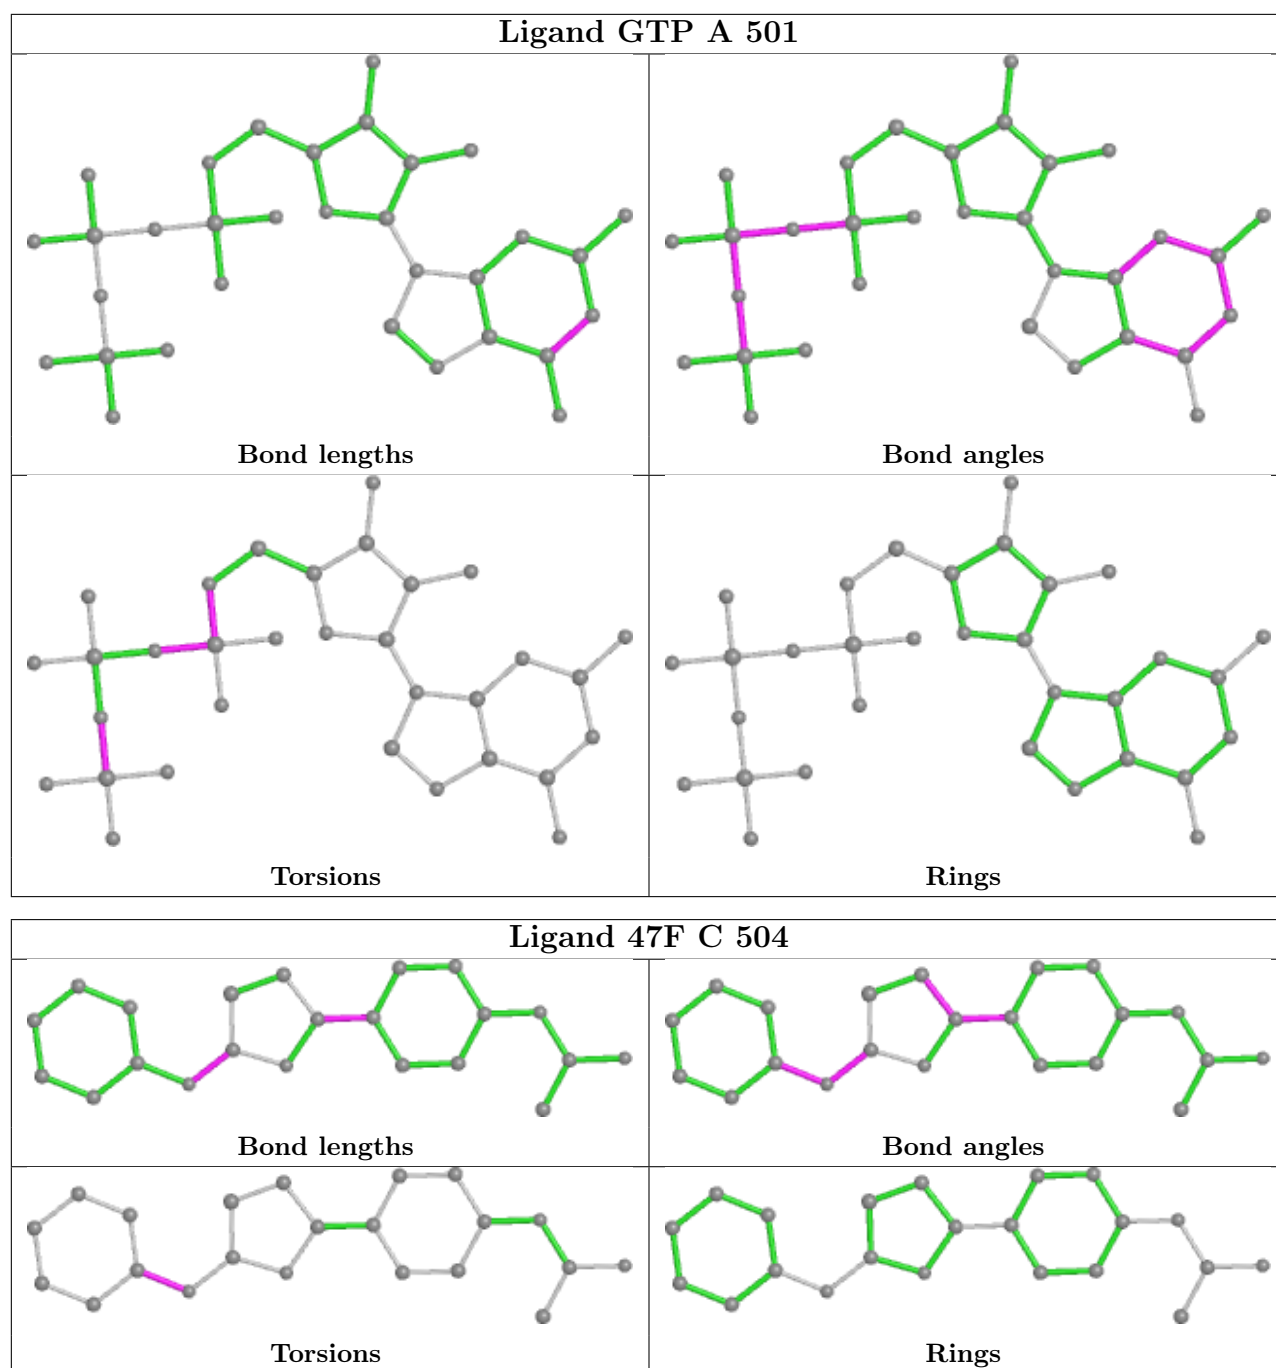 Ligand GTP A 501
Bond lengths
Bond angles
Torsions
Rings
Ligand 47F C 504
Bond lengths
Bond angles
Torsions
Rings